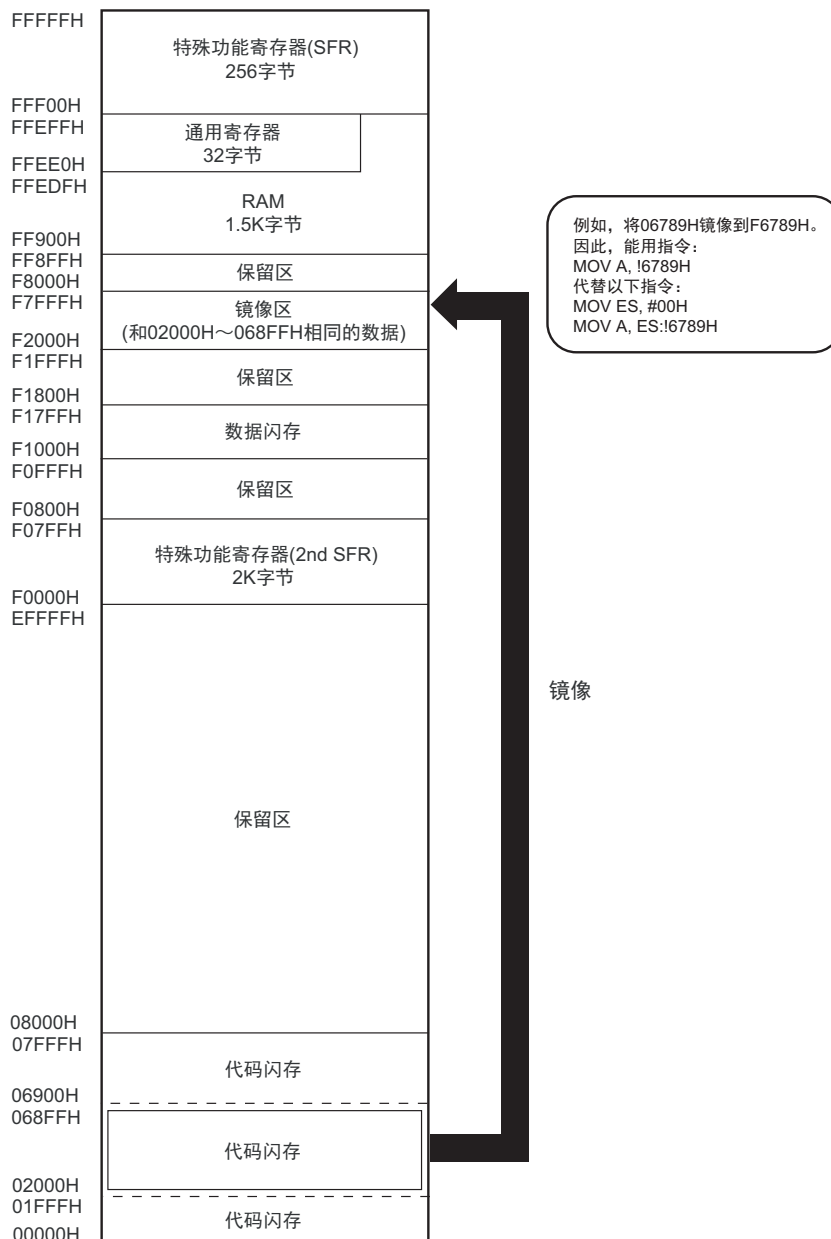 FFFFFH
特殊功能寄存器(SFR)
256字节
FFF00H
FFEFFH
通用寄存器
32字节
FFEE0H
FFEDFH
RAM
1.5K字节
FF900H
FF8FFH
保留区
F8000H
F7FFFH
镜像区
(和02000H～068FFH相同的数据)
F2000H
F1FFFH
保留区
F1800H
F17FFH
数据闪存
F1000H
F0FFFH
保留区
F0800H
F07FFH
特殊功能寄存器(2nd SFR)
2K字节
F0000H
EFFFFH
保留区
08000H
07FFFH
代码闪存
06900H
068FFH
代码闪存
02000H
01FFFH
代码闪存
00000H
镜像
例如，将06789H镜像到F6789H。
因此，能用指令：
MOV A, !6789H
代替以下指令：
MOV ES, #00H
MOV A, ES:!6789H